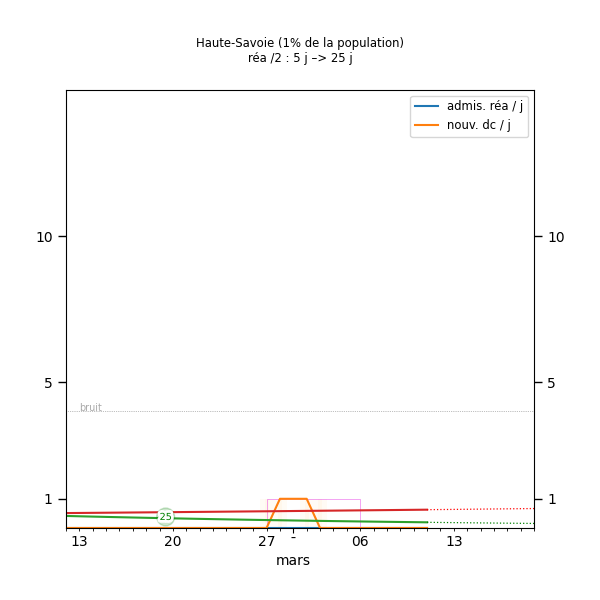 Haute-Savoie (1% de la population)
réa /2 : 5 j –> 25 j
admis. réa / j
nouv. dc / j
10 10
5 5
bruit
1 1
25
13 20 27 - 06 13
mars